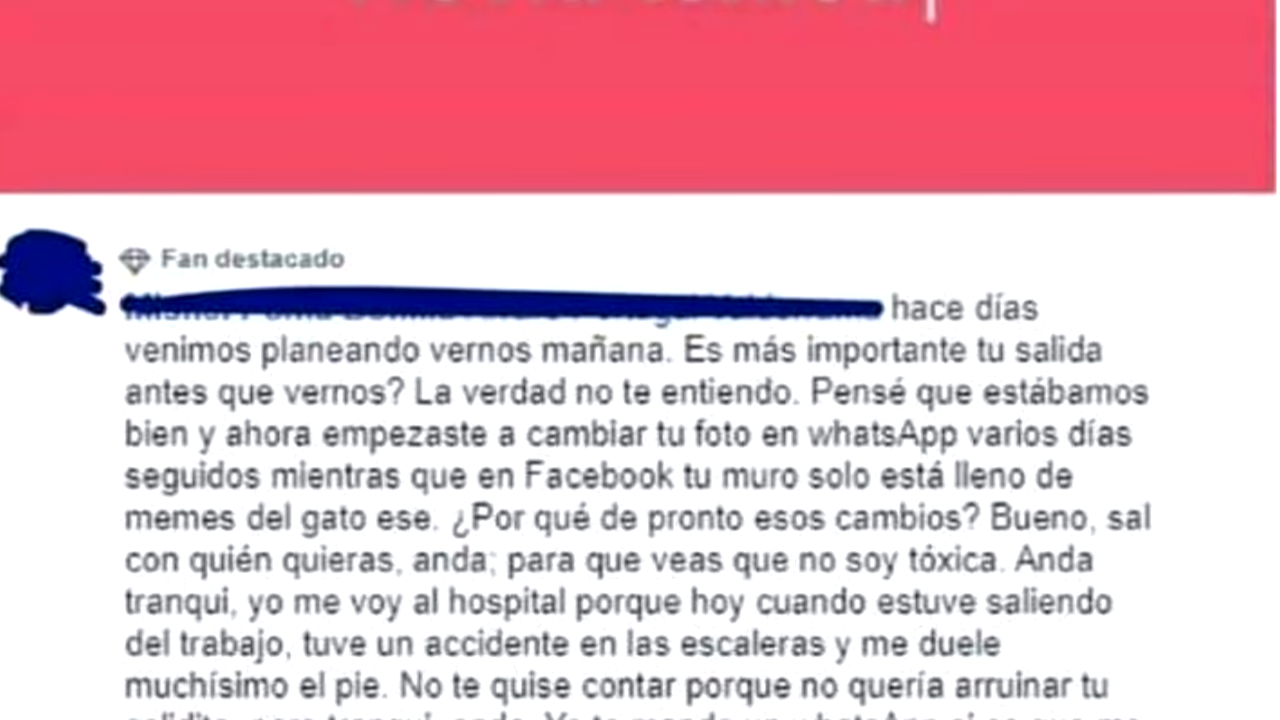 Fan destacado
hace días
venimos planeando vernos mañana. Es más importante tu salida
antes que vernos? La verdad no te entiendo. Pensé que estábamos
bien y ahora empezaste a cambiar tu foto en whatsApp varios días
seguidos mientras que en Facebook tu muro solo está lleno de
memes del gato ese. ¿Por qué de pronto esos cambios? Bueno, sal
con quién quieras, anda; para que veas que no soy tóxica. Anda
tranqui, yo me voy al hospital porque hoy cuando estuve saliendo
del trabajo, tuve un accidente en las escaleras y me duele
muchísimo el pie. No te quise contar porque no quería arruinar tu